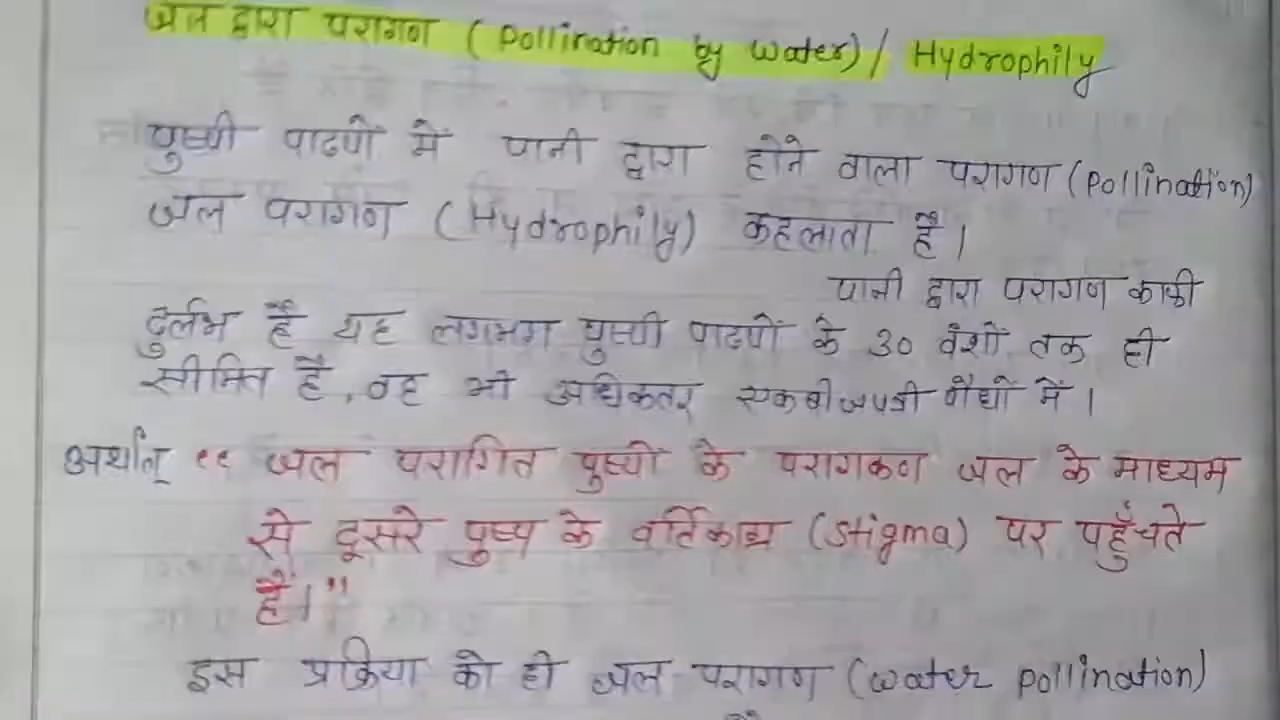 जल द्वारा परागण (Pollination by water) / Hydrophily
पुष्पी पादपों में पानी द्वारा होने वाला परागण (Pollination)
जल परागण (Hydrophily) कहलाता है।
पानी द्वारा परागण काफी
दुर्लभ है यह लगभग पुष्पी पादपों के 30 वंशों तक ही
सीमित है, वह भी अधिकतर एकबीजपत्री पौधों में।
अर्थात् “ जल परागित पुष्पों के परागकण जल के माध्यम
से दूसरे पुष्प के वर्तिकाग्र (Stigma) पर पहुँचते
हैं।"
इस प्रक्रिया को ही जल परागण (water pollination)